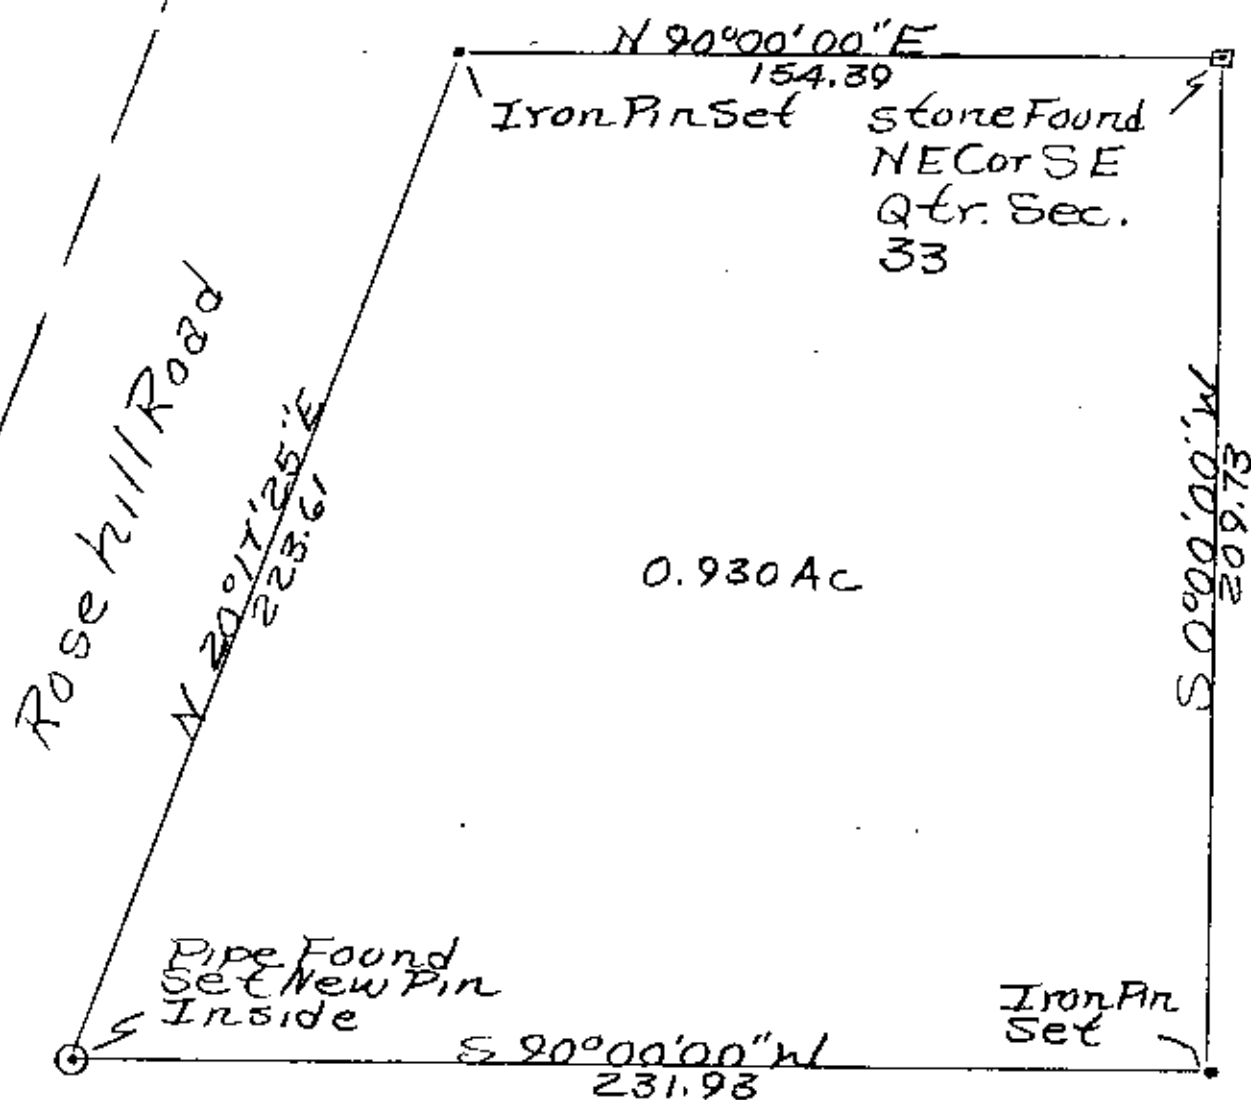 N 90°00'00"E
154.39
Iron Pin Set
stone Found
NE Cor SE
Qtr. Sec.
33
Rose hill Road
N 20°17'25"E
223.61
0.930 Ac
S 0°00'00"W
209.73
Pipe Found
Set New Pin
Inside
Iron Pin
Set
S 90°00'00"W
231.93